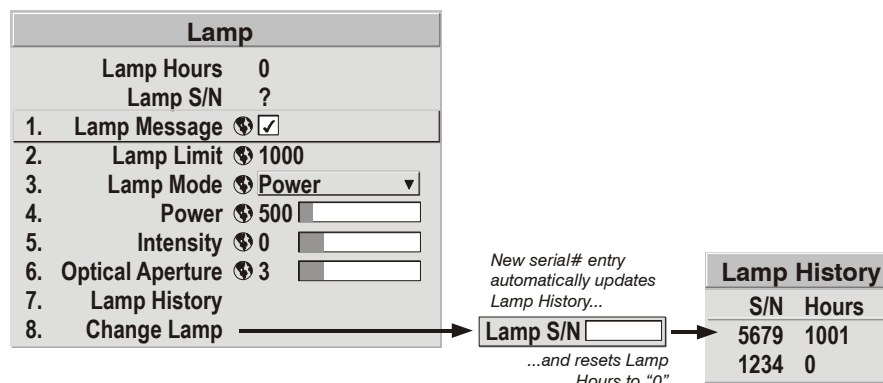 Lamp
Lamp Hours 0
Lamp S/N ?
1. Lamp Message ✓
2. Lamp Limit 1000
3. Lamp Mode Power ▼
4. Power 500
5. Intensity 0
6. Optical Aperture 3
7. Lamp History
8. Change Lamp
New serial# entry
automatically updates
Lamp History...
Lamp S/N
...and resets Lamp
Hours to “0”
Lamp History
S/N Hours
5679 1001
1234 0